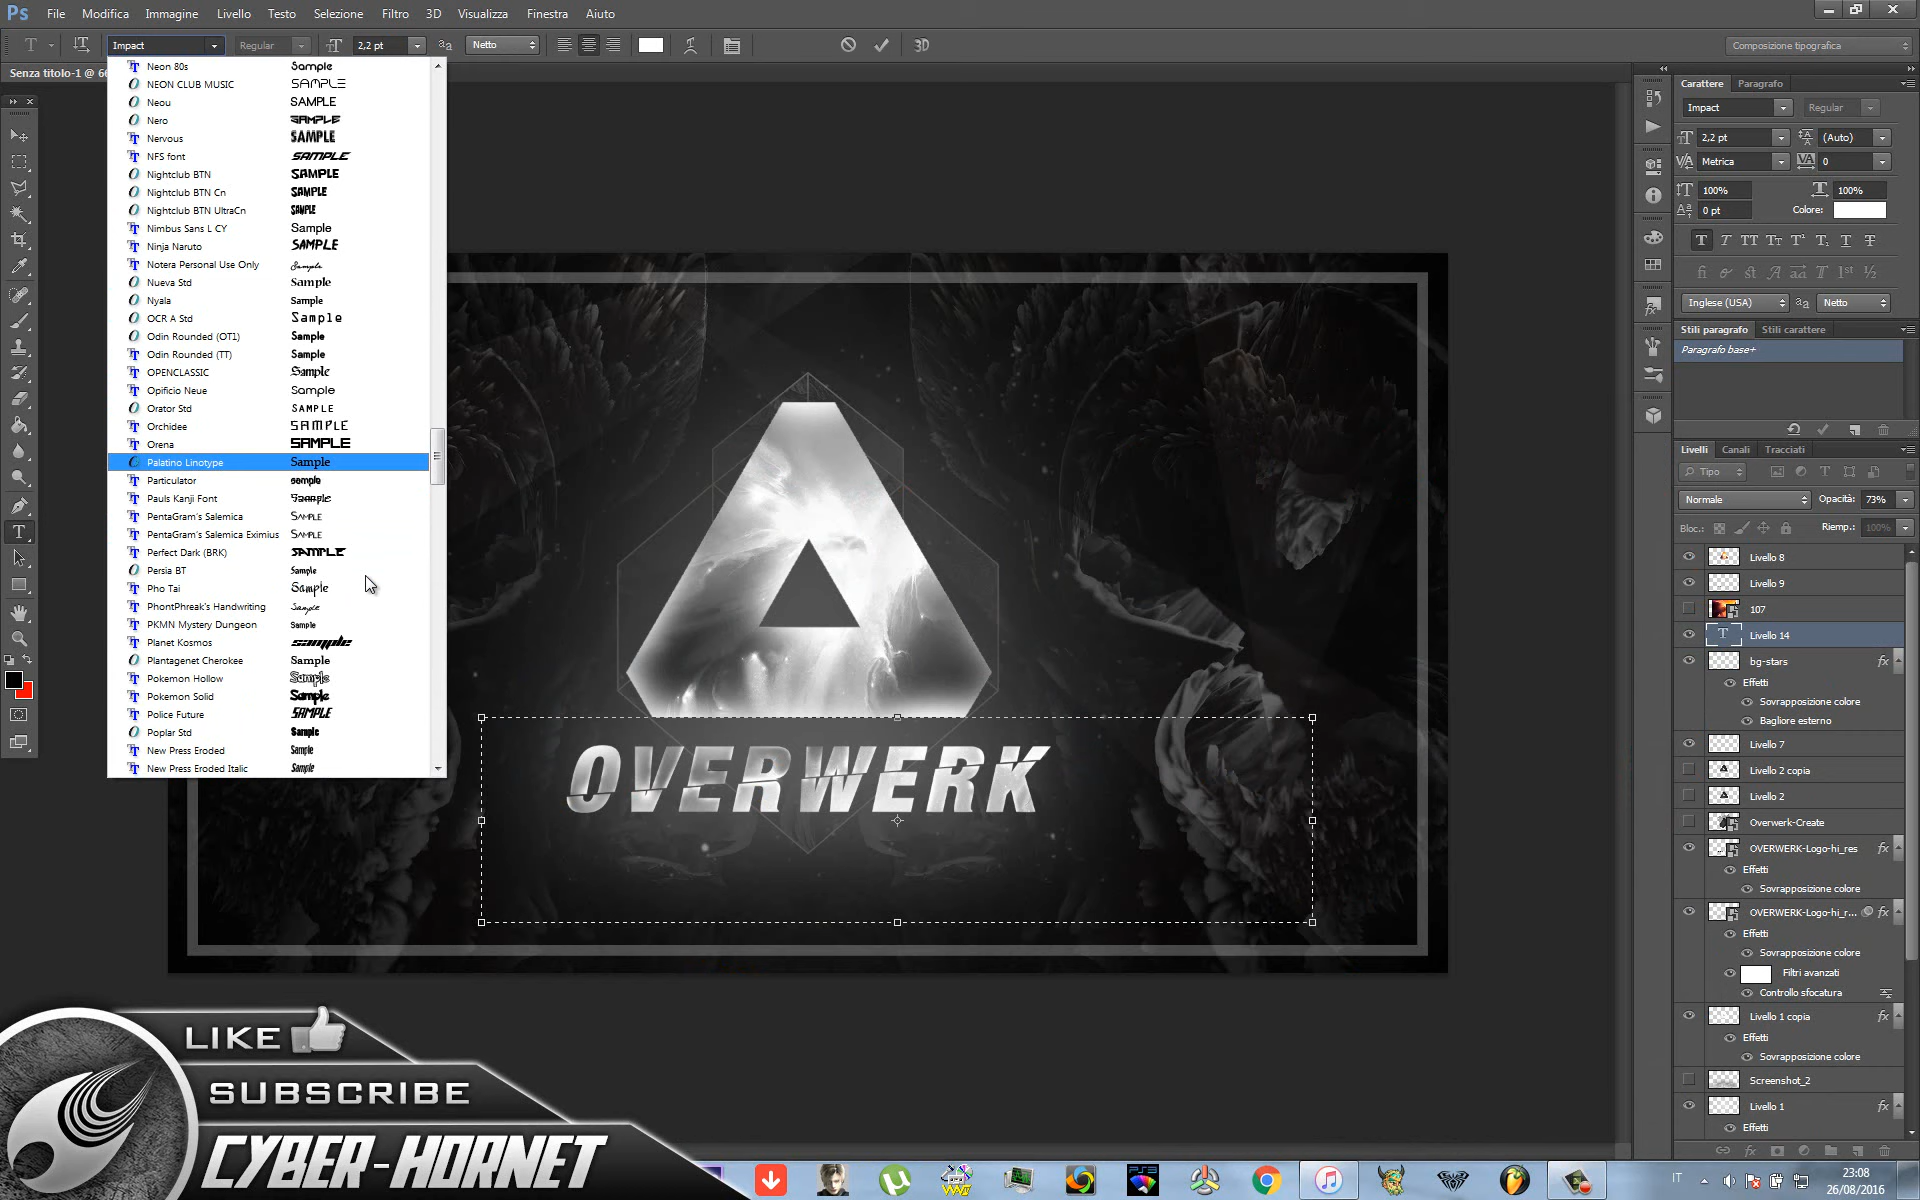 Ps File Modifica Immagine Livello Testo Selezione Filtro 3D Visualizza Finestra Aiuto
Impact Regular 2,2 pt Netto 3D Composizione tipografica
Senza titolo-1 @ 66
Neon 80s Sample
NEON CLUB MUSIC SAMPLE
Neou SAMPLE
Nero SAMPLE
Nervous SAMPLE
NFS font SAMPLE
Nightclub BTN SAMPLE
Nightclub BTN Cn SAMPLE
Nightclub BTN UltraCn SAMPLE
Nimbus Sans L CY Sample
Ninja Naruto SAMPLE
Notera Personal Use Only Sample
Nueva Std Sample
Nyala Sample
OCR A Std Sample
Odin Rounded (OT1) Sample
Odin Rounded (TT) Sample
OPENCLASSIC Sample
Opificio Neue Sample
Orator Std SAMPLE
Orchidee SAMPLE
Orena SAMPLE
Palatino Linotype Sample
Particulator sample
Pauls Kanji Font Sample
PentaGram's Salemica SAMPLE
PentaGram's Salemica Eximius SAMPLE
Perfect Dark (BRK) SAMPLE
Persia BT Sample
Pho Tai Sample
PhontPhreak's Handwriting Sample
PKMN Mystery Dungeon Sample
Planet Kosmos sample
Plantagenet Cherokee Sample
Pokemon Hollow Sample
Pokemon Solid Sample
Police Future SAMPLE
Poplar Std Sample
New Press Eroded Sample
New Press Eroded Italic Sample
OVERWERK
Carattere Paragrafo
Impact Regular
2,2 pt (Auto)
Metrica 0
100% 100%
0 pt Colore:
Inglese (USA) Netto
Stili paragrafo Stili carattere
Paragrafo base+
Livelli Canali Tracciati
Tipo
Normale Opacità: 73%
Bloc.: Riemp.: 100%
Livello 8
Livello 9
107
Livello 14
bg-stars fx
Effetti
Sovrapposizione colore
Bagliore esterno
Livello 7
Livello 2 copia
Livello 2
Overwerk-Create
OVERWERK-Logo-hi_res fx
Effetti
Sovrapposizione colore
OVERWERK-Logo-hi_r... fx
Effetti
Sovrapposizione colore
Filtri avanzati
Controllo sfocatura
Livello 1 copia fx
Effetti
Sovrapposizione colore
Screenshot_2
Livello 1 fx
Effetti
LIKE
SUBSCRIBE
CYBER-HORNET
IT 23:08
26/08/2016